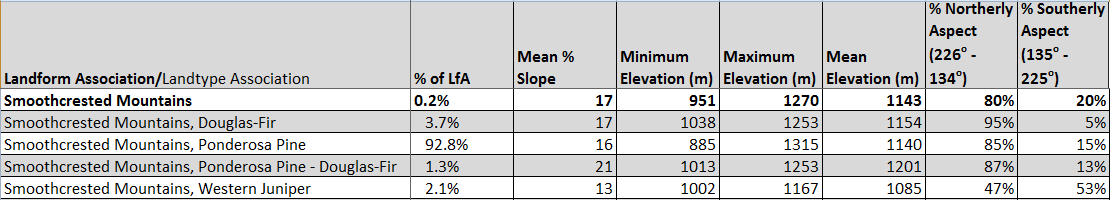 % Northerly % Southerly
Aspect Aspect
Mean % Minimum Maximum Mean (226° - (135° -
Landform Association/Landtype Association % of LfA Slope Elevation (m) Elevation (m) Elevation (m) 134°) 225°)
Smoothcrested Mountains 0.2% 17 951 1270 1143 80% 20%
Smoothcrested Mountains, Douglas-Fir 3.7% 17 1038 1253 1154 95% 5%
Smoothcrested Mountains, Ponderosa Pine 92.8% 16 885 1315 1140 85% 15%
Smoothcrested Mountains, Ponderosa Pine - Douglas-Fir 1.3% 21 1013 1253 1201 87% 13%
Smoothcrested Mountains, Western Juniper 2.1% 13 1002 1167 1085 47% 53%